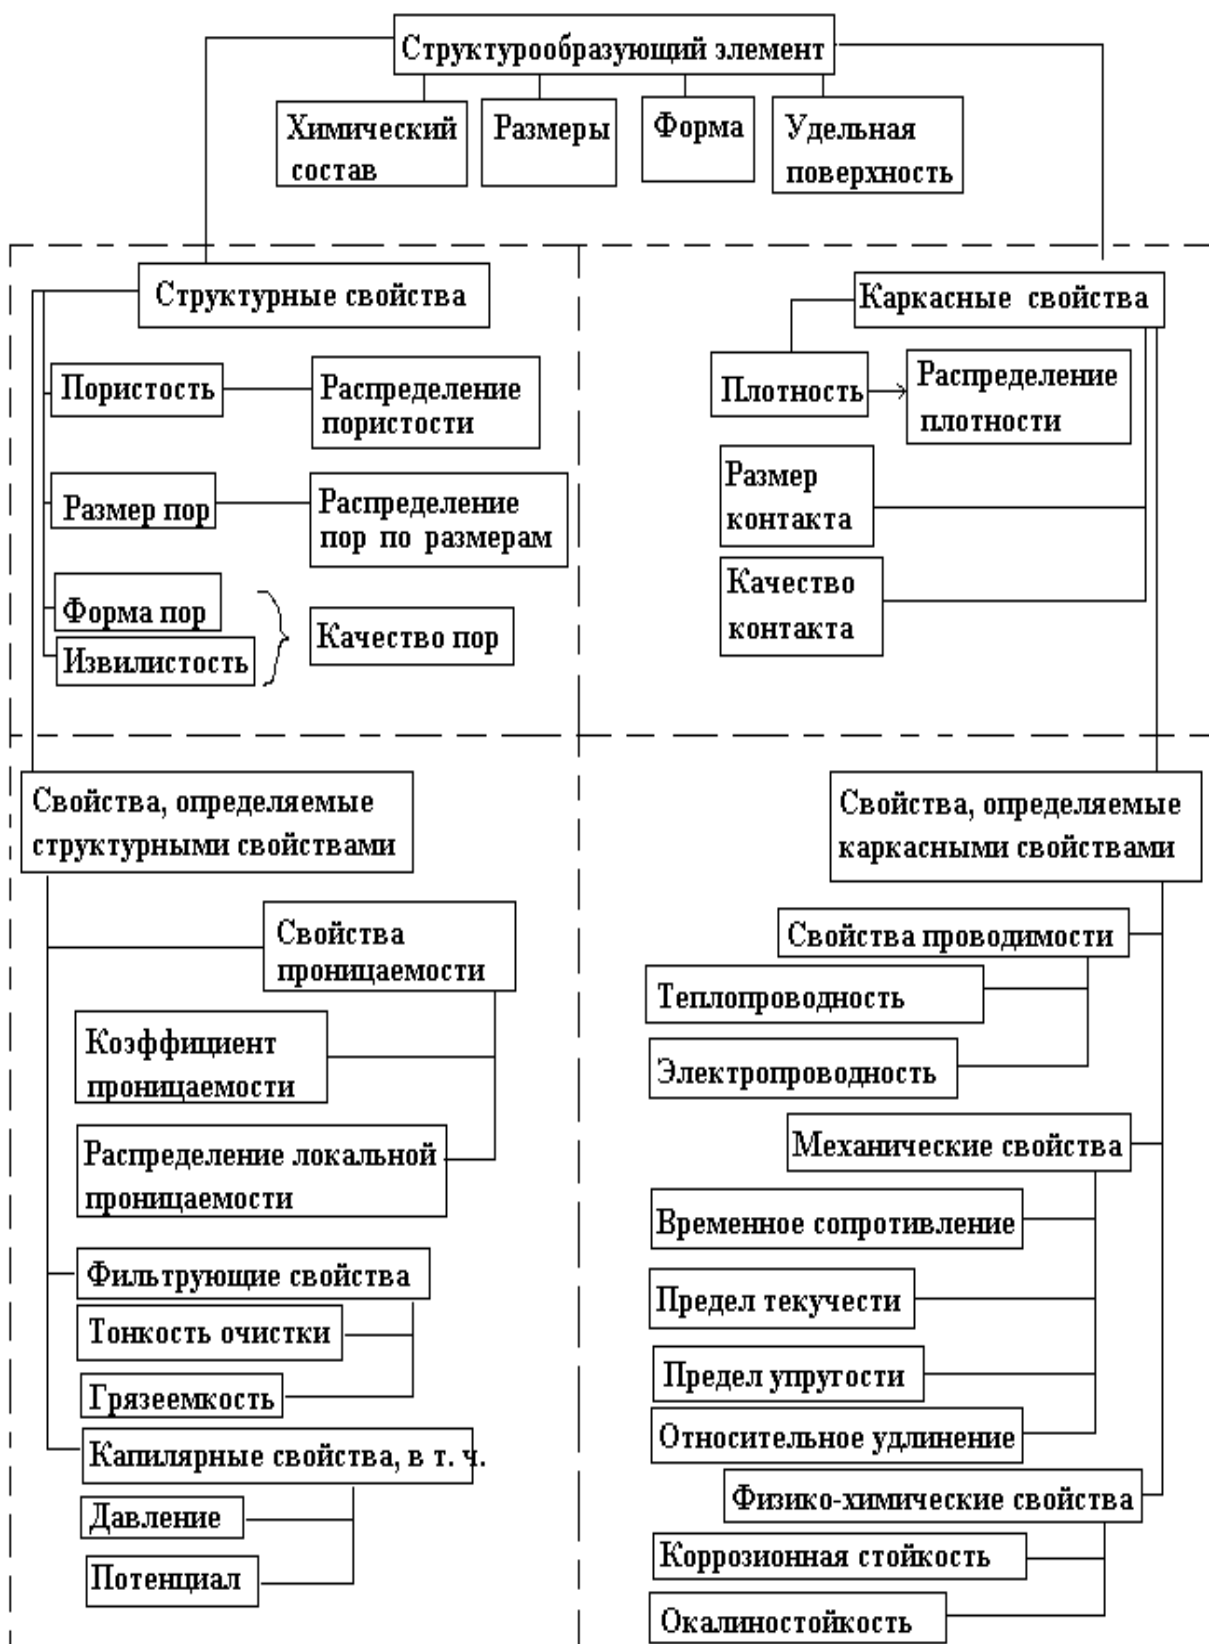 Структурообразующий элемент
Химический
состав
Размеры
Форма
Удельная
поверхность
Структурные свойства
Пористость
Распределение
пористости
Размер пор
Распределение
пор по размерам
Форма пор
Извилистость
Качество пор
Каркасные свойства
Плотность
Распределение
плотности
Размер
контакта
Качество
контакта
Свойства, определяемые
структурными свойствами
Свойства
проницаемости
Коэффициент
проницаемости
Распределение локальной
проницаемости
Фильтрующие свойства
Тонкость очистки
Грязеемкость
Капилярные свойства, в т. ч.
Давление
Потенциал
Свойства, определяемые
каркасными свойствами
Свойства проводимости
Теплопроводность
Электропроводность
Механические свойства
Временное сопротивление
Предел текучести
Предел упругости
Относительное удлинение
Физико-химические свойства
Коррозионная стойкость
Окалиностойкость